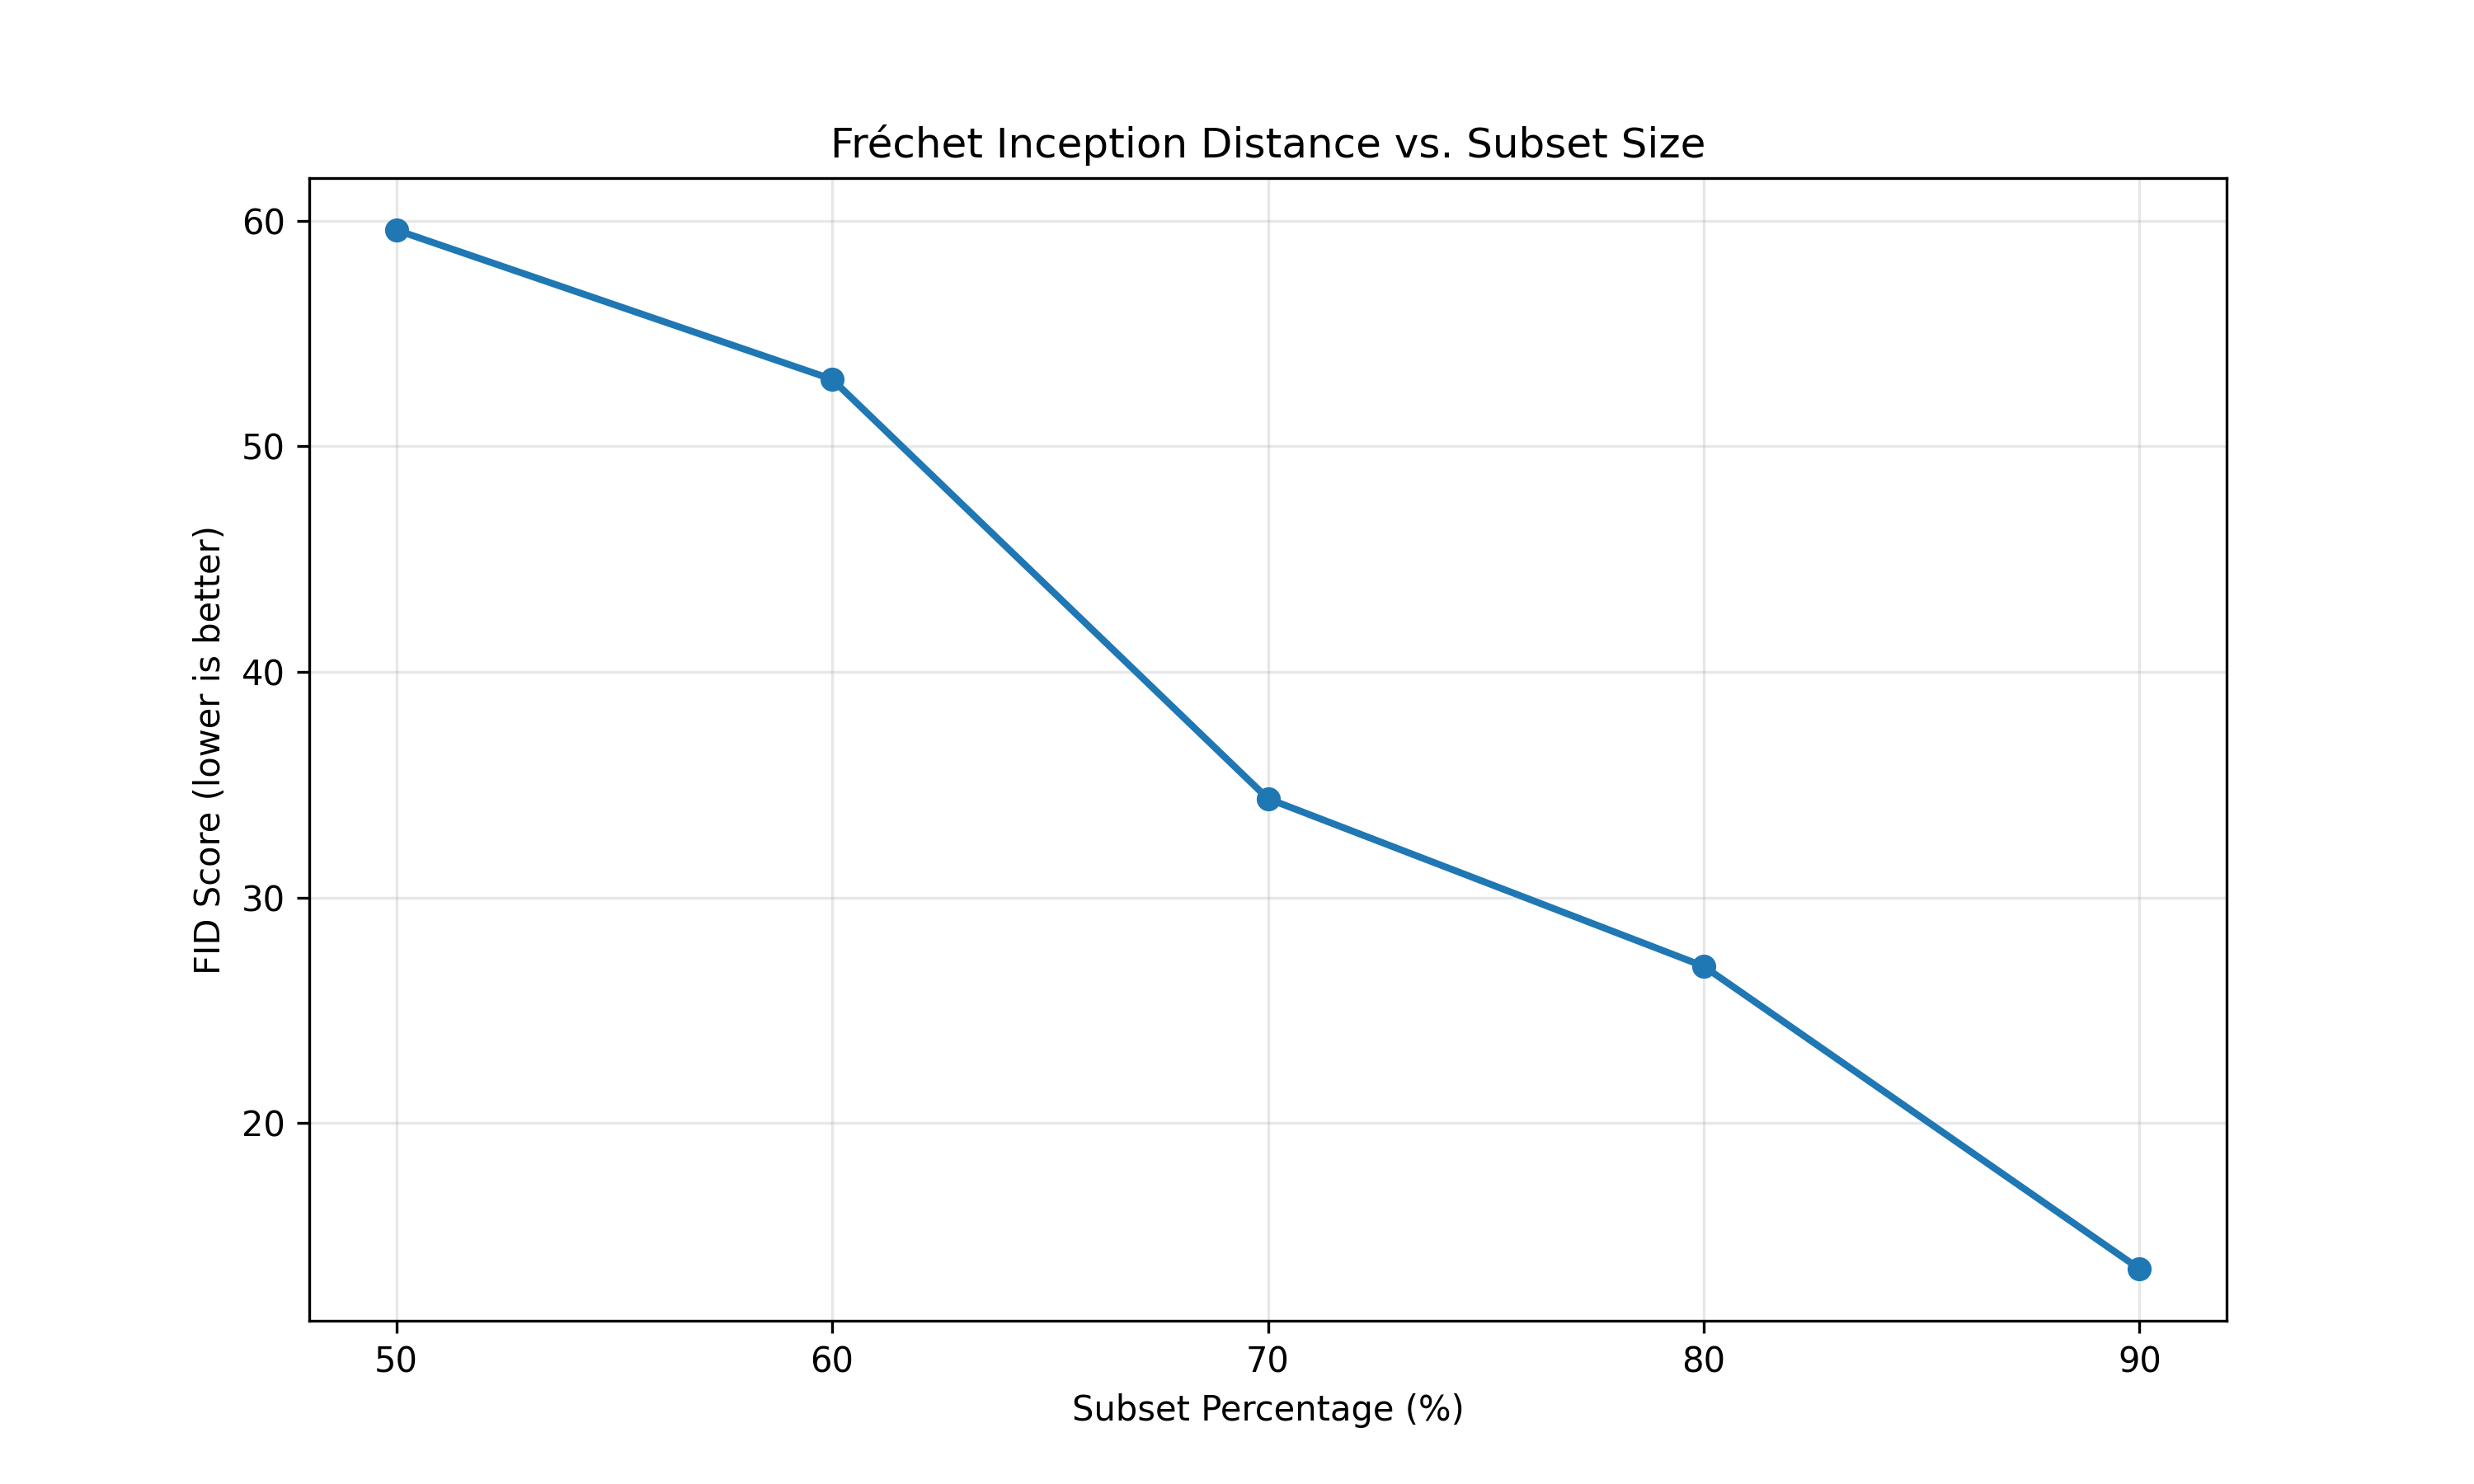 Fréchet Inception Distance vs. Subset Size
FID Score (lower is better)
60
50
40
30
20
50 60 70 80 90
Subset Percentage (%)